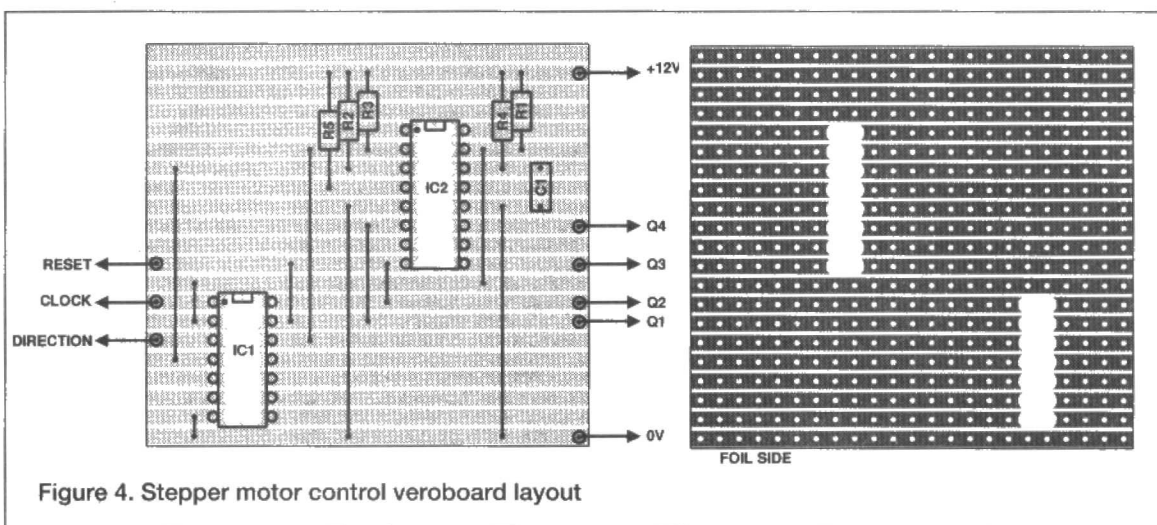 +12V
R5
R2
R3
R4
R1
IC2
C1
Q4
RESET
Q3
CLOCK
Q2
Q1
DIRECTION
IC1
0V
FOIL SIDE
Figure 4. Stepper motor control veroboard layout